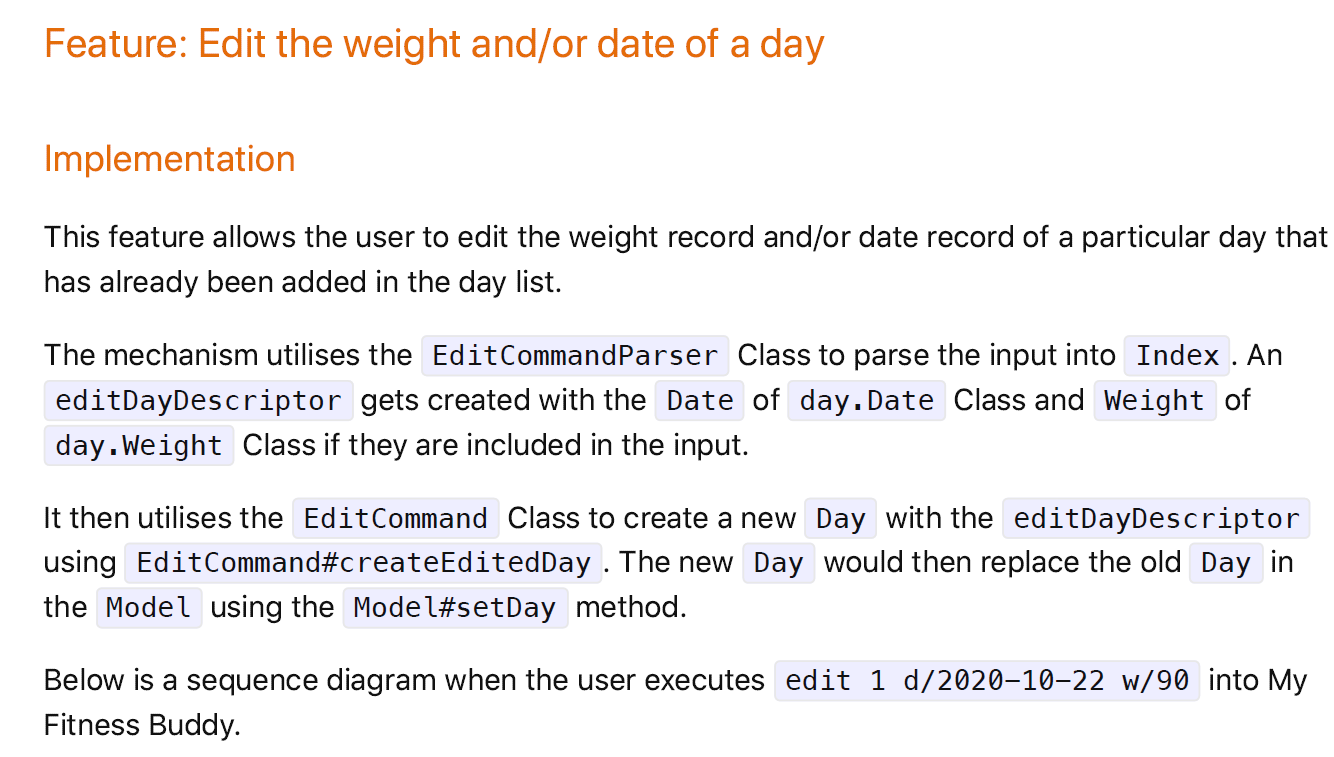 Feature: Edit the weight and/or date of a day
Implementation
This feature allows the user to edit the weight record and/or date record of a particular day that
has already been added in the day list.
The mechanism utilises the EditCommandParser Class to parse the input into Index. An
editDayDescriptor gets created with the Date of day.Date Class and Weight of
day.Weight Class if they are included in the input.
It then utilises the EditCommand Class to create a new Day with the editDayDescriptor
using EditCommand#createEditedDay. The new Day would then replace the old Day in
the Model using the Model#setDay method.
Below is a sequence diagram when the user executes edit 1 d/2020-10-22 w/90 into My
Fitness Buddy.